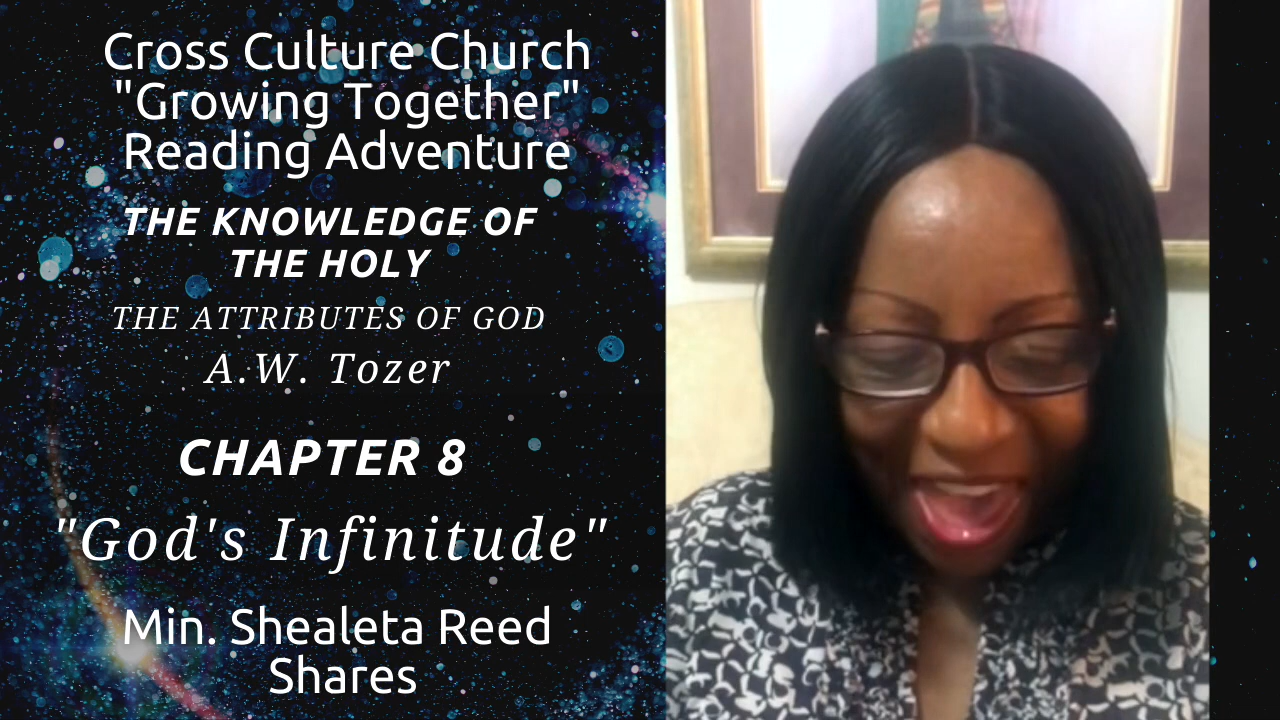 Cross Culture Church
"Growing Together"
Reading Adventure
THE KNOWLEDGE OF
THE HOLY
THE ATTRIBUTES OF GOD
A.W. Tozer
CHAPTER 8
"God's Infinitude"
Min. Shealeta Reed
Shares